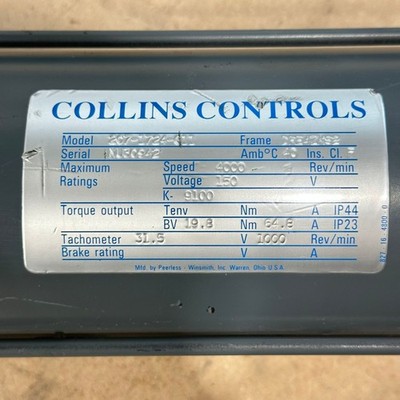 COLLINS CONTROLS
Model Frame
Serial Amb°C Ins. Cl. F
Maximum Speed 4000 Rev/min
Ratings Voltage 150 V
K- 9100
Torque output Tenv Nm A IP44
BV 19.8 Nm 64.8 A IP23
Tachometer 31.5 V 1000 Rev/min
Brake rating V A
Mfd. by Peerless - Winsmith, Inc. Warren, Ohio U.S.A.